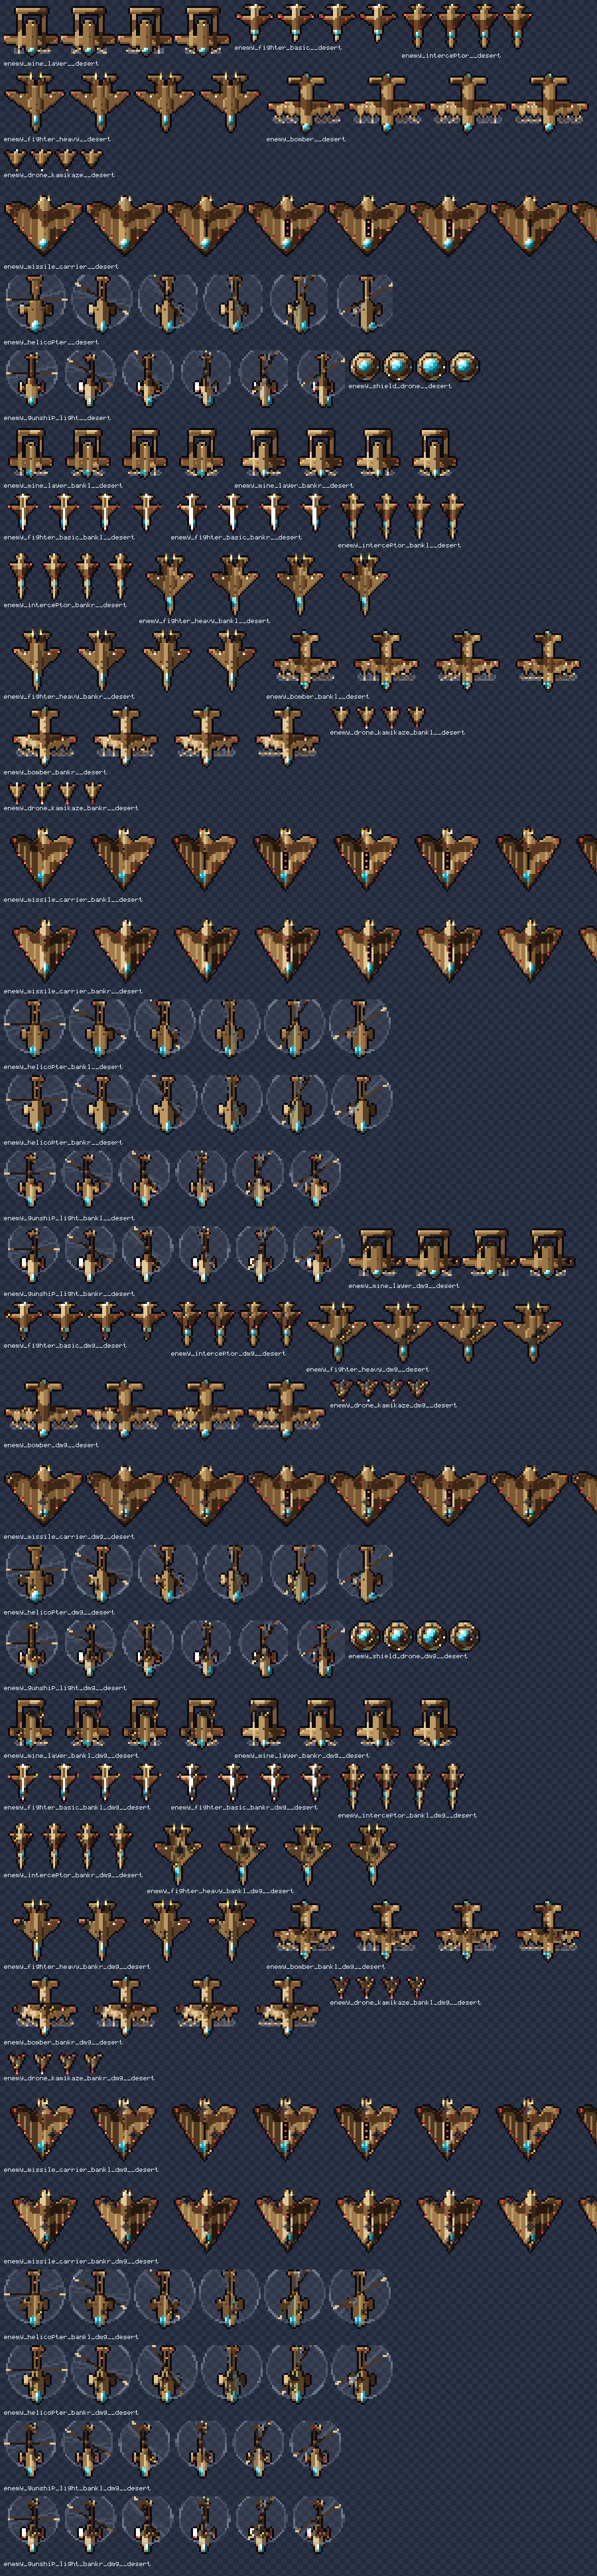 enemy_mine_layer__desert
enemy_fighter_basic__desert
enemy_interceptor__desert
enemy_fighter_heavy__desert
enemy_bomber__desert
enemy_drone_kamikaze__desert
enemy_missile_carrier__desert
enemy_helicopter__desert
enemy_gunship_light__desert
enemy_shield_drone__desert
enemy_mine_layer_bankl__desert
enemy_mine_layer_bankr__desert
enemy_fighter_basic_bankl__desert
enemy_fighter_basic_bankr__desert
enemy_interceptor_bankl__desert
enemy_interceptor_bankr__desert
enemy_fighter_heavy_bankl__desert
enemy_fighter_heavy_bankr__desert
enemy_bomber_bankl__desert
enemy_bomber_bankr__desert
enemy_drone_kamikaze_bankl__desert
enemy_drone_kamikaze_bankr__desert
enemy_missile_carrier_bankl__desert
enemy_missile_carrier_bankr__desert
enemy_helicopter_bankl__desert
enemy_helicopter_bankr__desert
enemy_gunship_light_bankl__desert
enemy_gunship_light_bankr__desert
enemy_mine_layer_dmg__desert
enemy_fighter_basic_dmg__desert
enemy_interceptor_dmg__desert
enemy_fighter_heavy_dmg__desert
enemy_bomber_dmg__desert
enemy_drone_kamikaze_dmg__desert
enemy_missile_carrier_dmg__desert
enemy_helicopter_dmg__desert
enemy_gunship_light_dmg__desert
enemy_shield_drone_dmg__desert
enemy_mine_layer_bankl_dmg__desert
enemy_mine_layer_bankr_dmg__desert
enemy_fighter_basic_bankl_dmg__desert
enemy_fighter_basic_bankr_dmg__desert
enemy_interceptor_bankl_dmg__desert
enemy_interceptor_bankr_dmg__desert
enemy_fighter_heavy_bankl_dmg__desert
enemy_fighter_heavy_bankr_dmg__desert
enemy_bomber_bankl_dmg__desert
enemy_bomber_bankr_dmg__desert
enemy_drone_kamikaze_bankl_dmg__desert
enemy_drone_kamikaze_bankr_dmg__desert
enemy_missile_carrier_bankl_dmg__desert
enemy_missile_carrier_bankr_dmg__desert
enemy_helicopter_bankl_dmg__desert
enemy_helicopter_bankr_dmg__desert
enemy_gunship_light_bankl_dmg__desert
enemy_gunship_light_bankr_dmg__desert